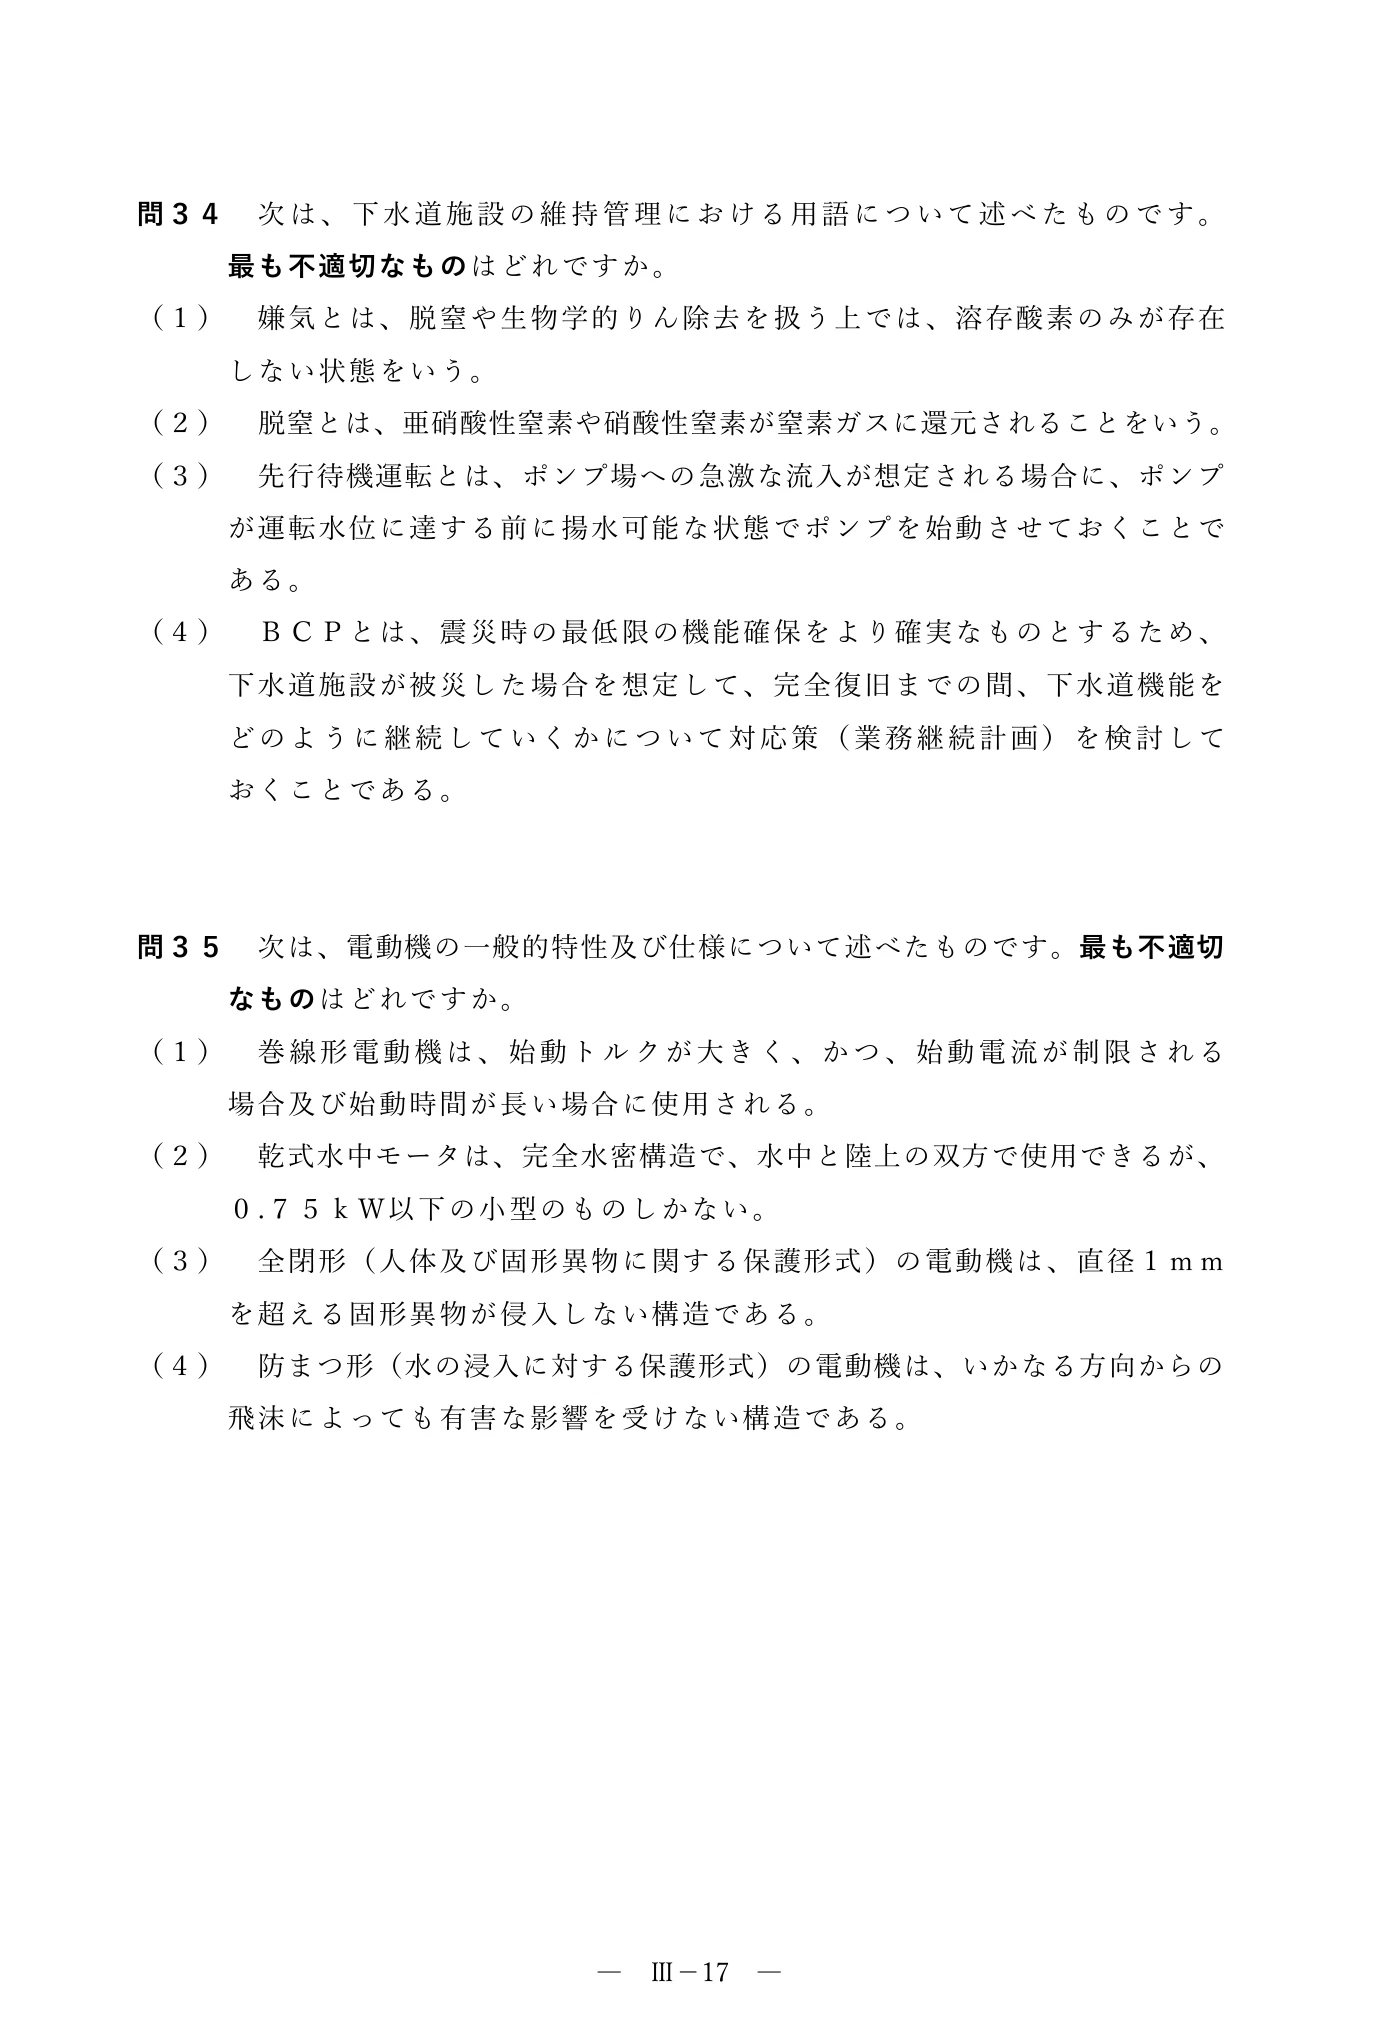 問３４　次は、下水道施設の維持管理における用語について述べたものです。
最も不適切なものはどれですか。
（１）　嫌気とは、脱窒や生物学的りん除去を扱う上では、溶存酸素のみが存在
しない状態をいう。
（２）　脱窒とは、亜硝酸性窒素や硝酸性窒素が窒素ガスに還元されることをいう。
（３）　先行待機運転とは、ポンプ場への急激な流入が想定される場合に、ポンプ
が運転水位に達する前に揚水可能な状態でポンプを始動させておくことで
ある。
（４）　ＢＣＰとは、震災時の最低限の機能確保をより確実なものとするため、
下水道施設が被災した場合を想定して、完全復旧までの間、下水道機能を
どのように継続していくかについて対応策（業務継続計画）を検討して
おくことである。
問３５　次は、電動機の一般的特性及び仕様について述べたものです。最も不適切
なものはどれですか。
（１）　巻線形電動機は、始動トルクが大きく、かつ、始動電流が制限される
場合及び始動時間が長い場合に使用される。
（２）　乾式水中モータは、完全水密構造で、水中と陸上の双方で使用できるが、
０.７５ｋＷ以下の小型のものしかない。
（３）　全閉形（人体及び固形異物に関する保護形式）の電動機は、直径１ｍｍ
を超える固形異物が侵入しない構造である。
（４）　防まつ形（水の浸入に対する保護形式）の電動機は、いかなる方向からの
飛沫によっても有害な影響を受けない構造である。
―　Ⅲ－17　―